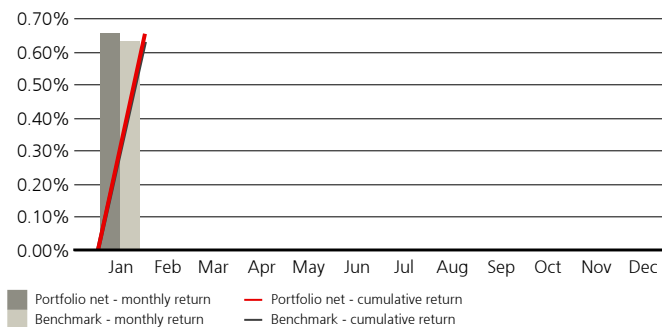 0.70%
0.60%
0.50%
0.40%
0.30%
0.20%
0.10%
0.00%
Jan Feb Mar Apr May Jun Jul Aug Sep Oct Nov Dec
Portfolio net - monthly return Portfolio net - cumulative return
Benchmark - monthly return Benchmark - cumulative return